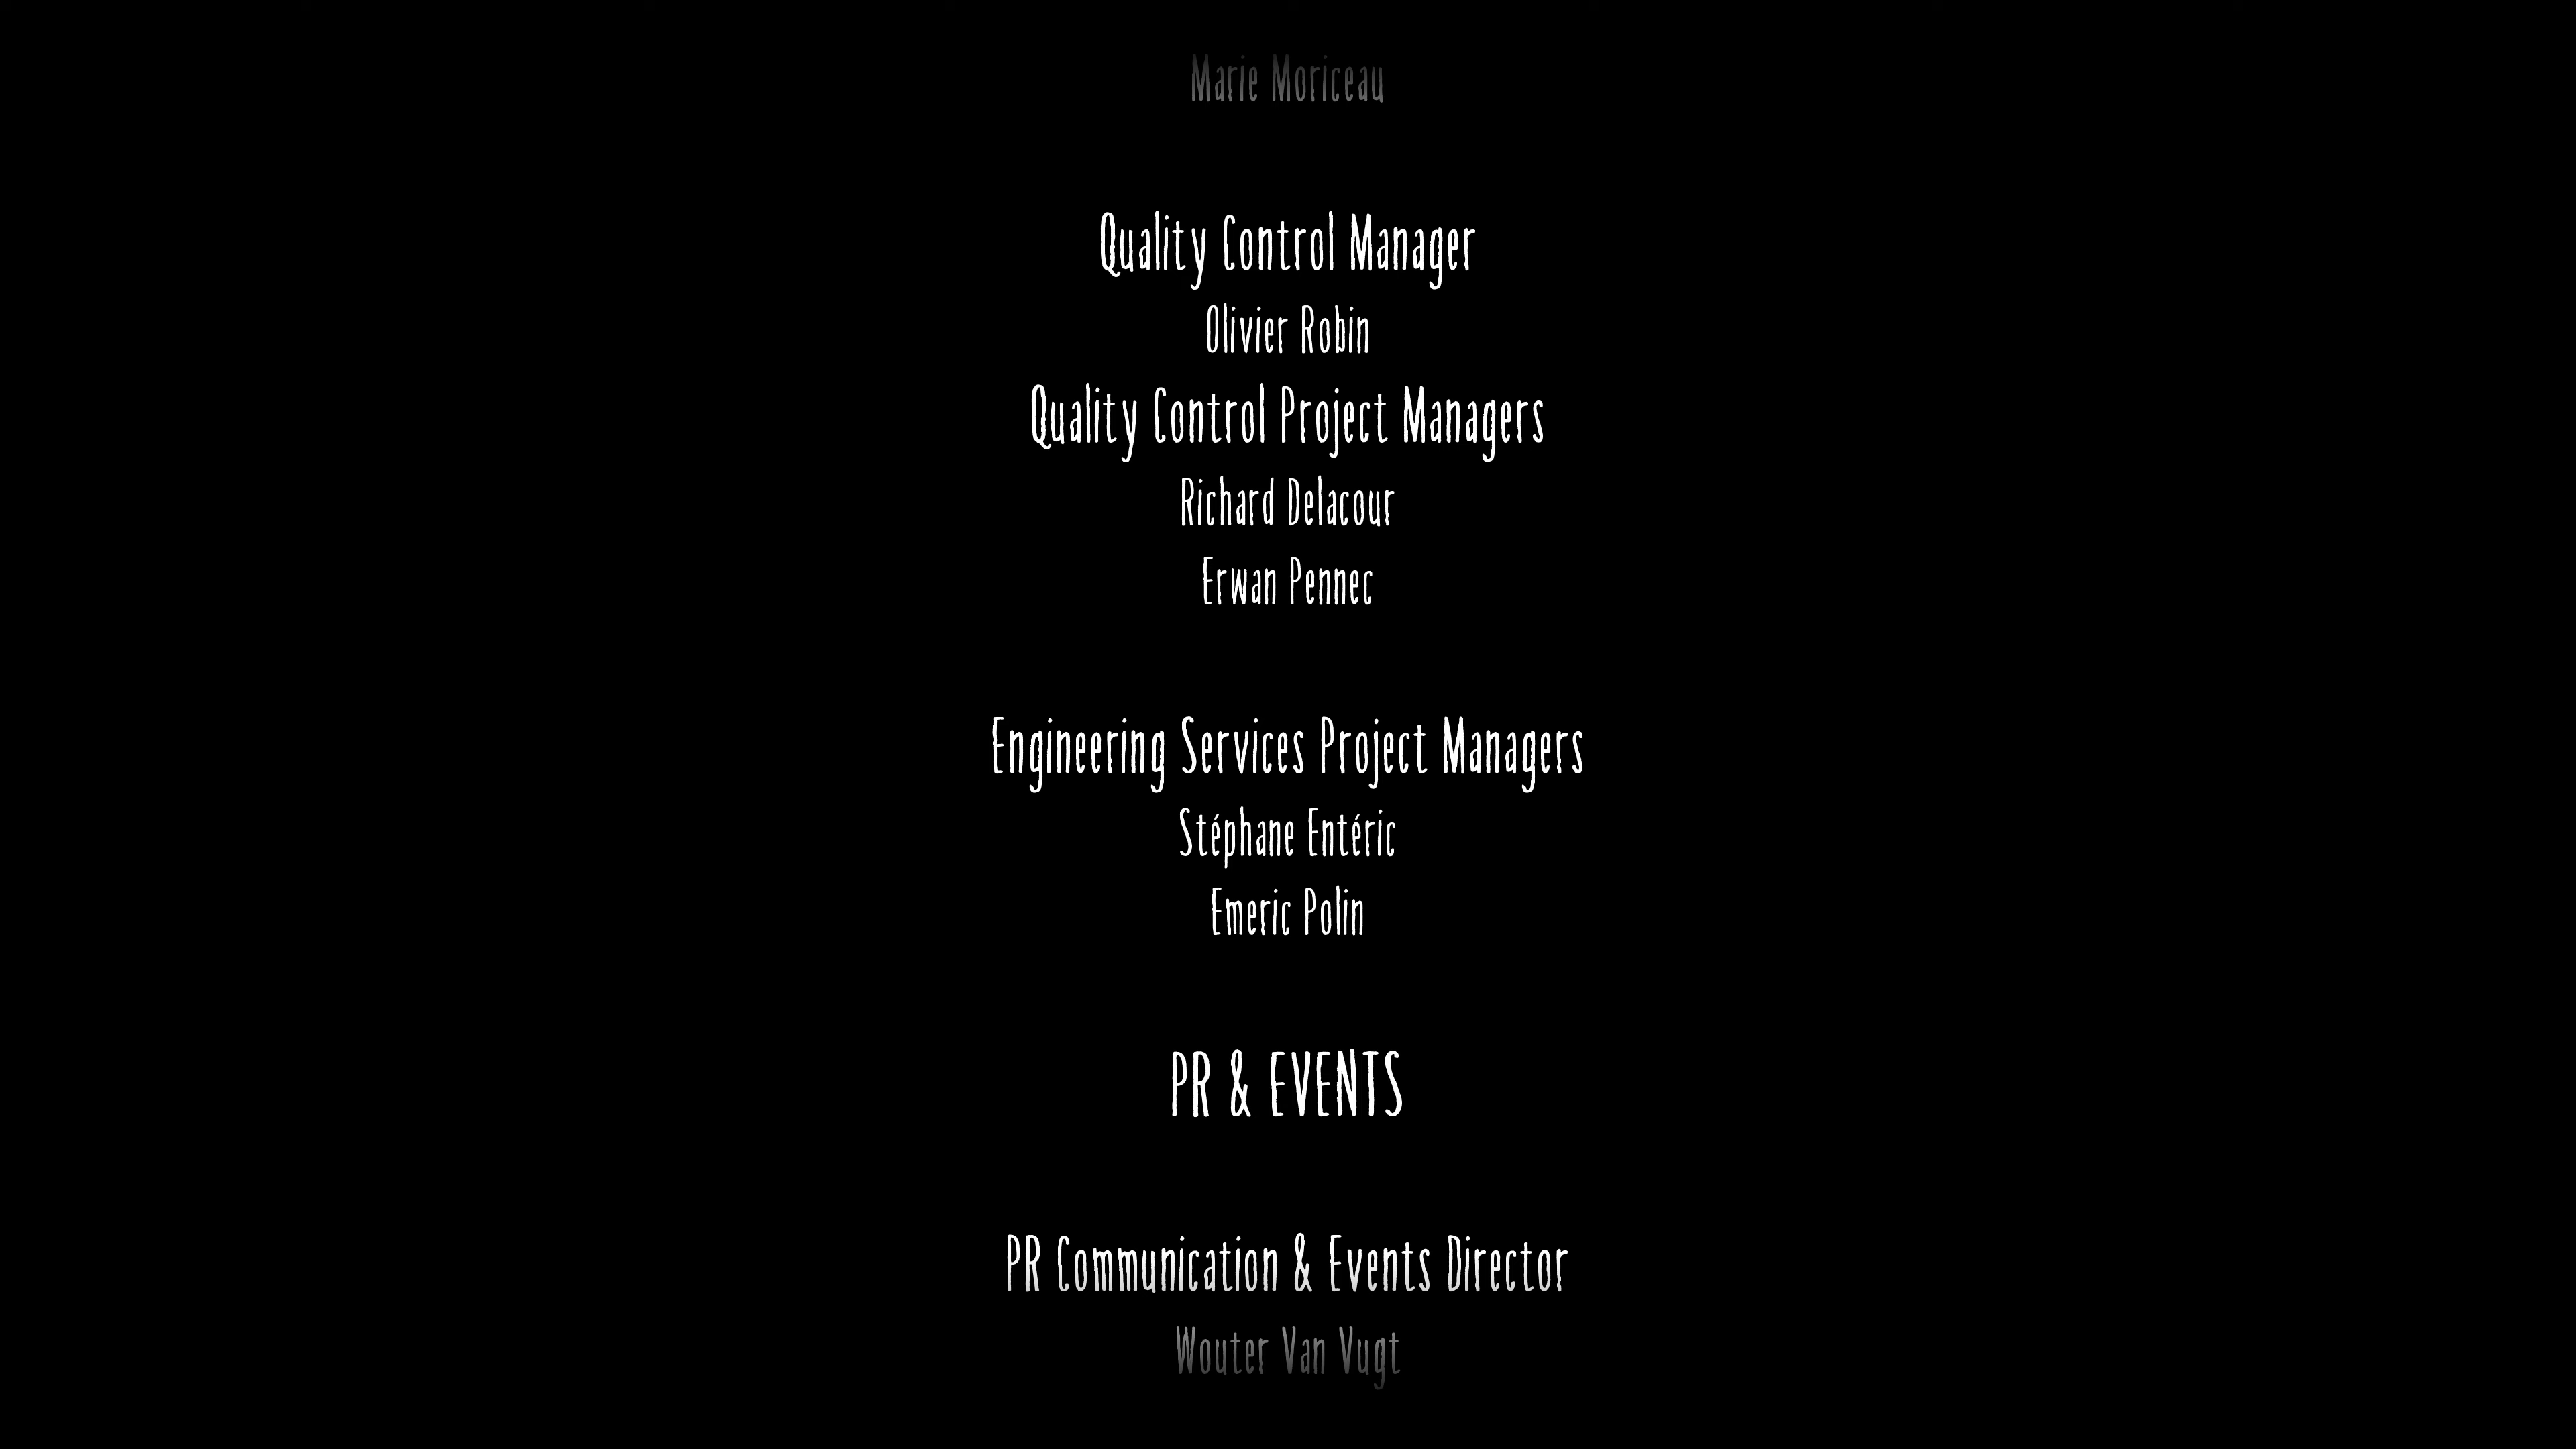 Marie Moriceau
Quality Control Manager
Olivier Robin
Quality Control Project Managers
Richard Delacour
Erwan Pennec
Engineering Services Project Managers
Stéphane Entéric
Emeric Polin
PR & EVENTS
PR Communication & Events Director
Wouter Van Vugt